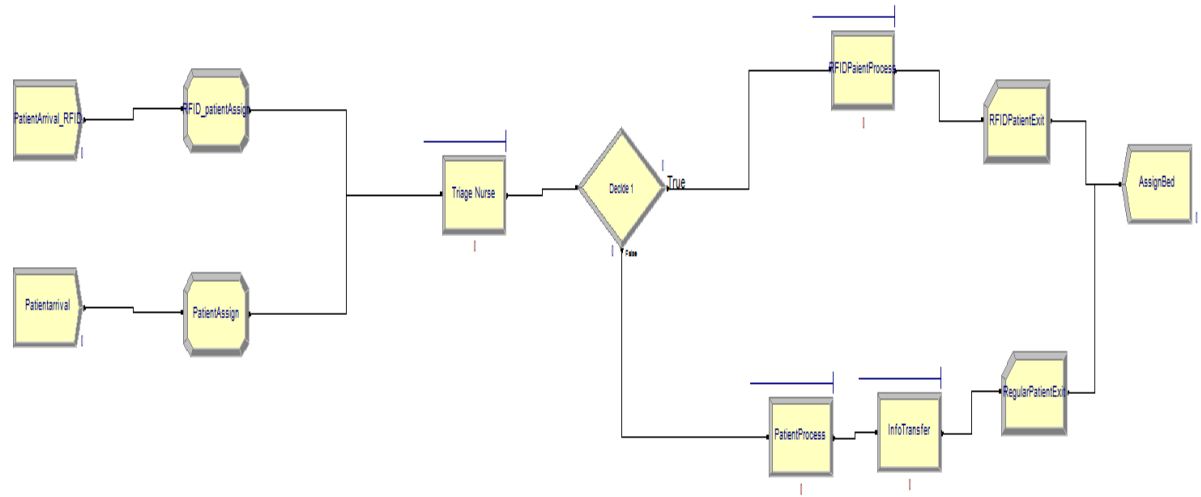 PatientArrival_RFID
RFID_patientAssign
Triage Nurse
Decide 1
True
False
RFIDPaientProcess
RFIDPatientExit
AssignBed
Patientarrival
PatientAssign
PatientProcess
InfoTransfer
RegularPatientExit